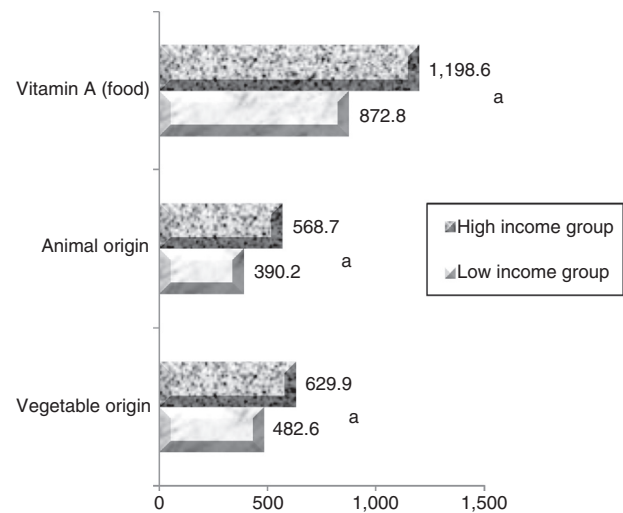 Vitamin A (food)
1,198.6
872.8
a
Animal origin
568.7
390.2
a
Vegetable origin
629.9
482.6
a
High income group
Low income group
0 500 1,000 1,500